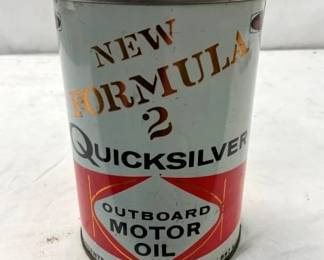 NEW
FORMULA
2
QUICKSILVER
OUTBOARD
MOTOR
OIL